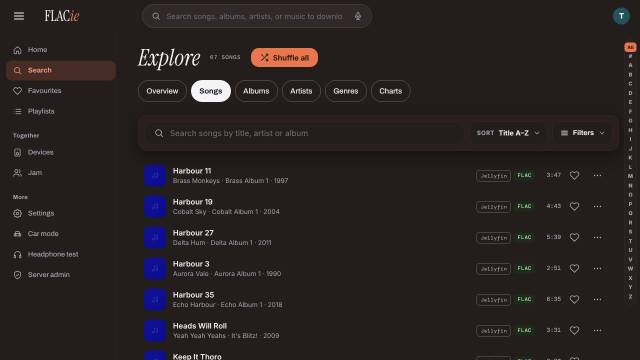 FLACie
Search songs, albums, artists, or music to downlo
T
Home
Search
Favourites
Playlists
Together
Devices
Jam
More
Settings
Car mode
Headphone test
Server admin
Explore
67 SONGS
Shuffle all
Overview
Songs
Albums
Artists
Genres
Charts
Search songs by title, artist or album
SORT Title A–Z
Filters
Harbour 11
Brass Monkeys · Brass Album 1 · 1997
Jellyfin FLAC 3:47
Harbour 19
Cobalt Sky · Cobalt Album 1 · 2004
Jellyfin FLAC 4:43
Harbour 27
Delta Hum · Delta Album 1 · 2011
Jellyfin FLAC 5:39
Harbour 3
Aurora Vale · Aurora Album 1 · 1990
Jellyfin FLAC 2:51
Harbour 35
Echo Harbour · Echo Album 1 · 2018
Jellyfin FLAC 6:35
Heads Will Roll
Yeah Yeah Yeahs · It's Blitz! · 2009
Jellyfin FLAC 3:31
Keep It Thoro
All
#
A
B
C
D
E
F
G
H
I
J
K
L
M
N
O
P
Q
R
S
T
U
V
W
X
Y
Z